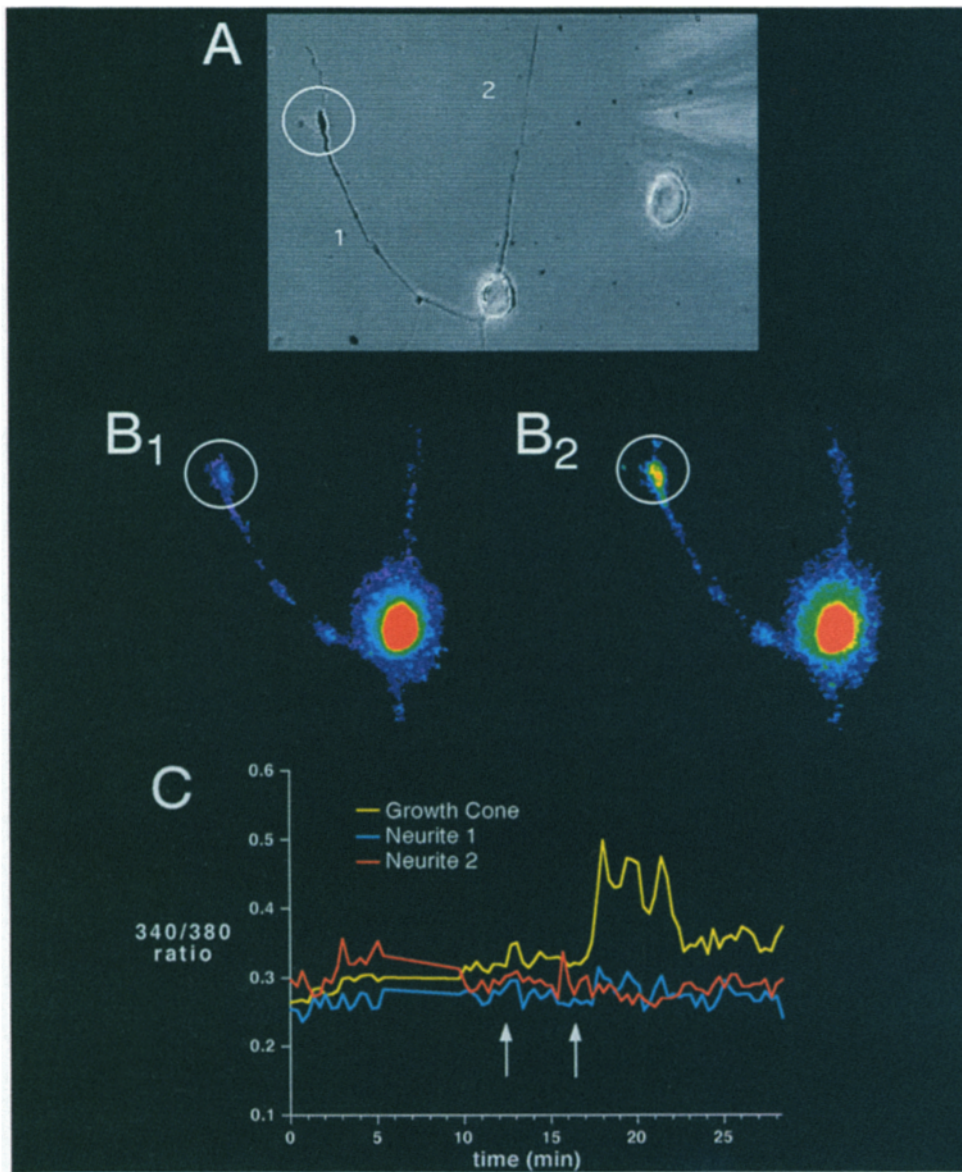 A
2
1
B1
B2
C
0.6
0.5
0.4
0.3
0.2
0.1
340/380
ratio
Growth Cone
Neurite 1
Neurite 2
0 5 10 15 20 25
time (min)